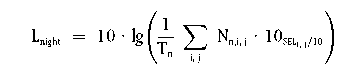 L_night = 10 · lg( 1/T_n ∑_{i, j} N_{n,i, j} · 10^{SEL_{i, j}/10} )